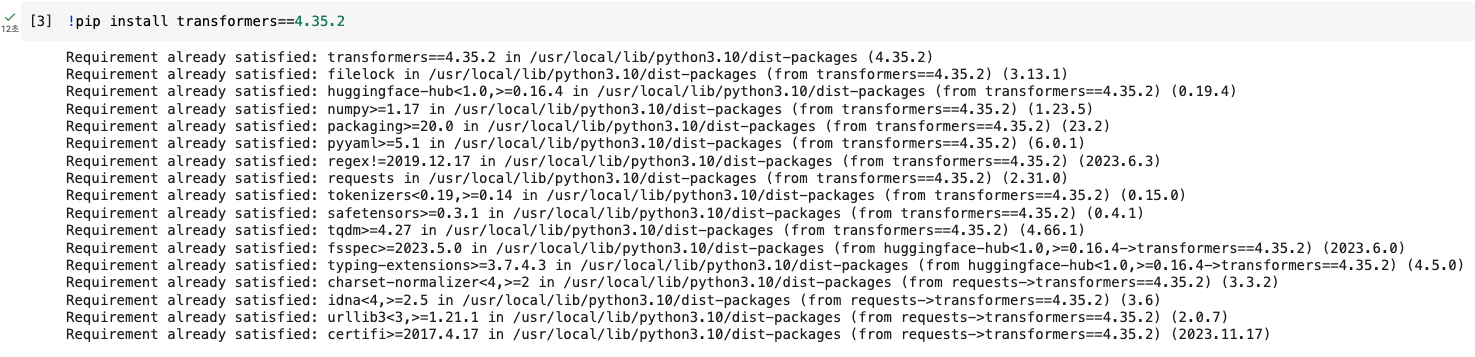 [3] !pip install transformers==4.35.2
12초
Requirement already satisfied: transformers==4.35.2 in /usr/local/lib/python3.10/dist-packages (4.35.2)
Requirement already satisfied: filelock in /usr/local/lib/python3.10/dist-packages (from transformers==4.35.2) (3.13.1)
Requirement already satisfied: huggingface-hub<1.0,>=0.16.4 in /usr/local/lib/python3.10/dist-packages (from transformers==4.35.2) (0.19.4)
Requirement already satisfied: numpy>=1.17 in /usr/local/lib/python3.10/dist-packages (from transformers==4.35.2) (1.23.5)
Requirement already satisfied: packaging>=20.0 in /usr/local/lib/python3.10/dist-packages (from transformers==4.35.2) (23.2)
Requirement already satisfied: pyyaml>=5.1 in /usr/local/lib/python3.10/dist-packages (from transformers==4.35.2) (6.0.1)
Requirement already satisfied: regex!=2019.12.17 in /usr/local/lib/python3.10/dist-packages (from transformers==4.35.2) (2023.6.3)
Requirement already satisfied: requests in /usr/local/lib/python3.10/dist-packages (from transformers==4.35.2) (2.31.0)
Requirement already satisfied: tokenizers<0.19,>=0.14 in /usr/local/lib/python3.10/dist-packages (from transformers==4.35.2) (0.15.0)
Requirement already satisfied: safetensors>=0.3.1 in /usr/local/lib/python3.10/dist-packages (from transformers==4.35.2) (0.4.1)
Requirement already satisfied: tqdm>=4.27 in /usr/local/lib/python3.10/dist-packages (from transformers==4.35.2) (4.66.1)
Requirement already satisfied: fsspec>=2023.5.0 in /usr/local/lib/python3.10/dist-packages (from huggingface-hub<1.0,>=0.16.4->transformers==4.35.2) (2023.6.0)
Requirement already satisfied: typing-extensions>=3.7.4.3 in /usr/local/lib/python3.10/dist-packages (from huggingface-hub<1.0,>=0.16.4->transformers==4.35.2) (4.5.0)
Requirement already satisfied: charset-normalizer<4,>=2 in /usr/local/lib/python3.10/dist-packages (from requests->transformers==4.35.2) (3.3.2)
Requirement already satisfied: idna<4,>=2.5 in /usr/local/lib/python3.10/dist-packages (from requests->transformers==4.35.2) (3.6)
Requirement already satisfied: urllib3<3,>=1.21.1 in /usr/local/lib/python3.10/dist-packages (from requests->transformers==4.35.2) (2.0.7)
Requirement already satisfied: certifi>=2017.4.17 in /usr/local/lib/python3.10/dist-packages (from requests->transformers==4.35.2) (2023.11.17)